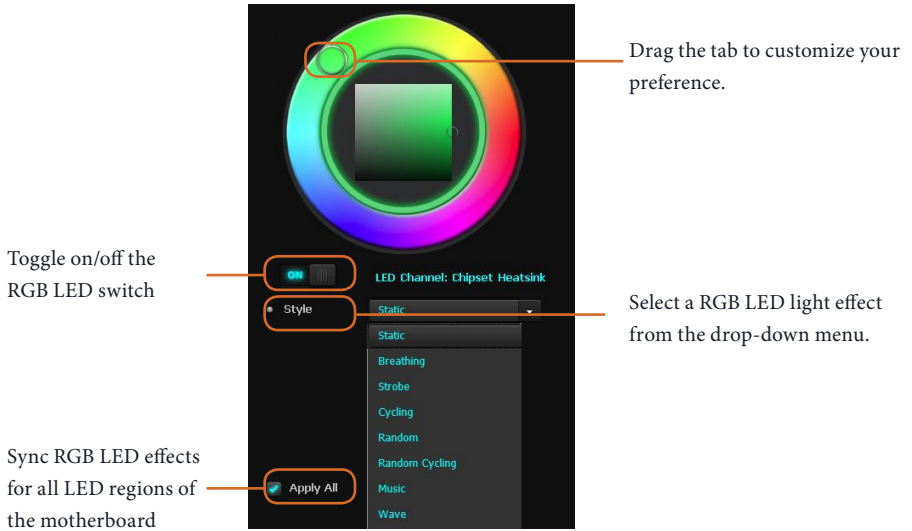 Drag the tab to customize your
preference.
Toggle on/off the
RGB LED switch
ON
LED Channel: Chipset Heatsink
Style
Static
Select a RGB LED light effect
from the drop-down menu.
Static
Breathing
Strobe
Cycling
Random
Random Cycling
Music
Wave
Sync RGB LED effects
for all LED regions of
the motherboard
Apply All